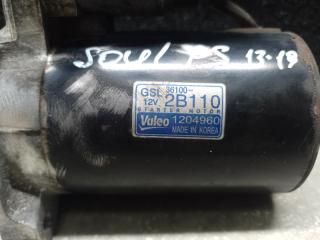 SOUL PS 13-19
36100-
GSL 2B110
12V
STARTER MOTOR
Valeo 1204960
MADE IN KOREA